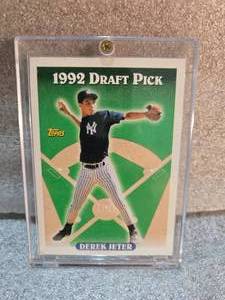 1992 DRAFT PICK
NY
Topps
DEREK JETER